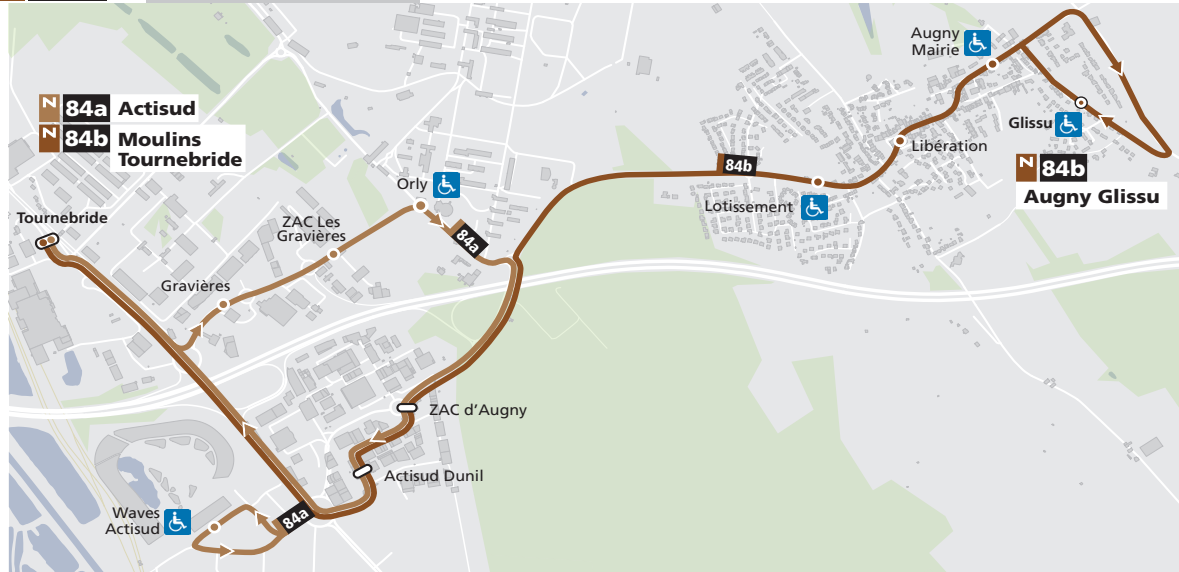 Augny
Mairie
N 84a Actisud
N 84b Moulins
Tournebride
Glissu
Libération
84b
N 84b
Augny Glissu
Orly
Lotissement
Tournebride
ZAC Les
Gravières
84a
Gravières
ZAC d'Augny
Actisud Dunil
Waves
Actisud
84a